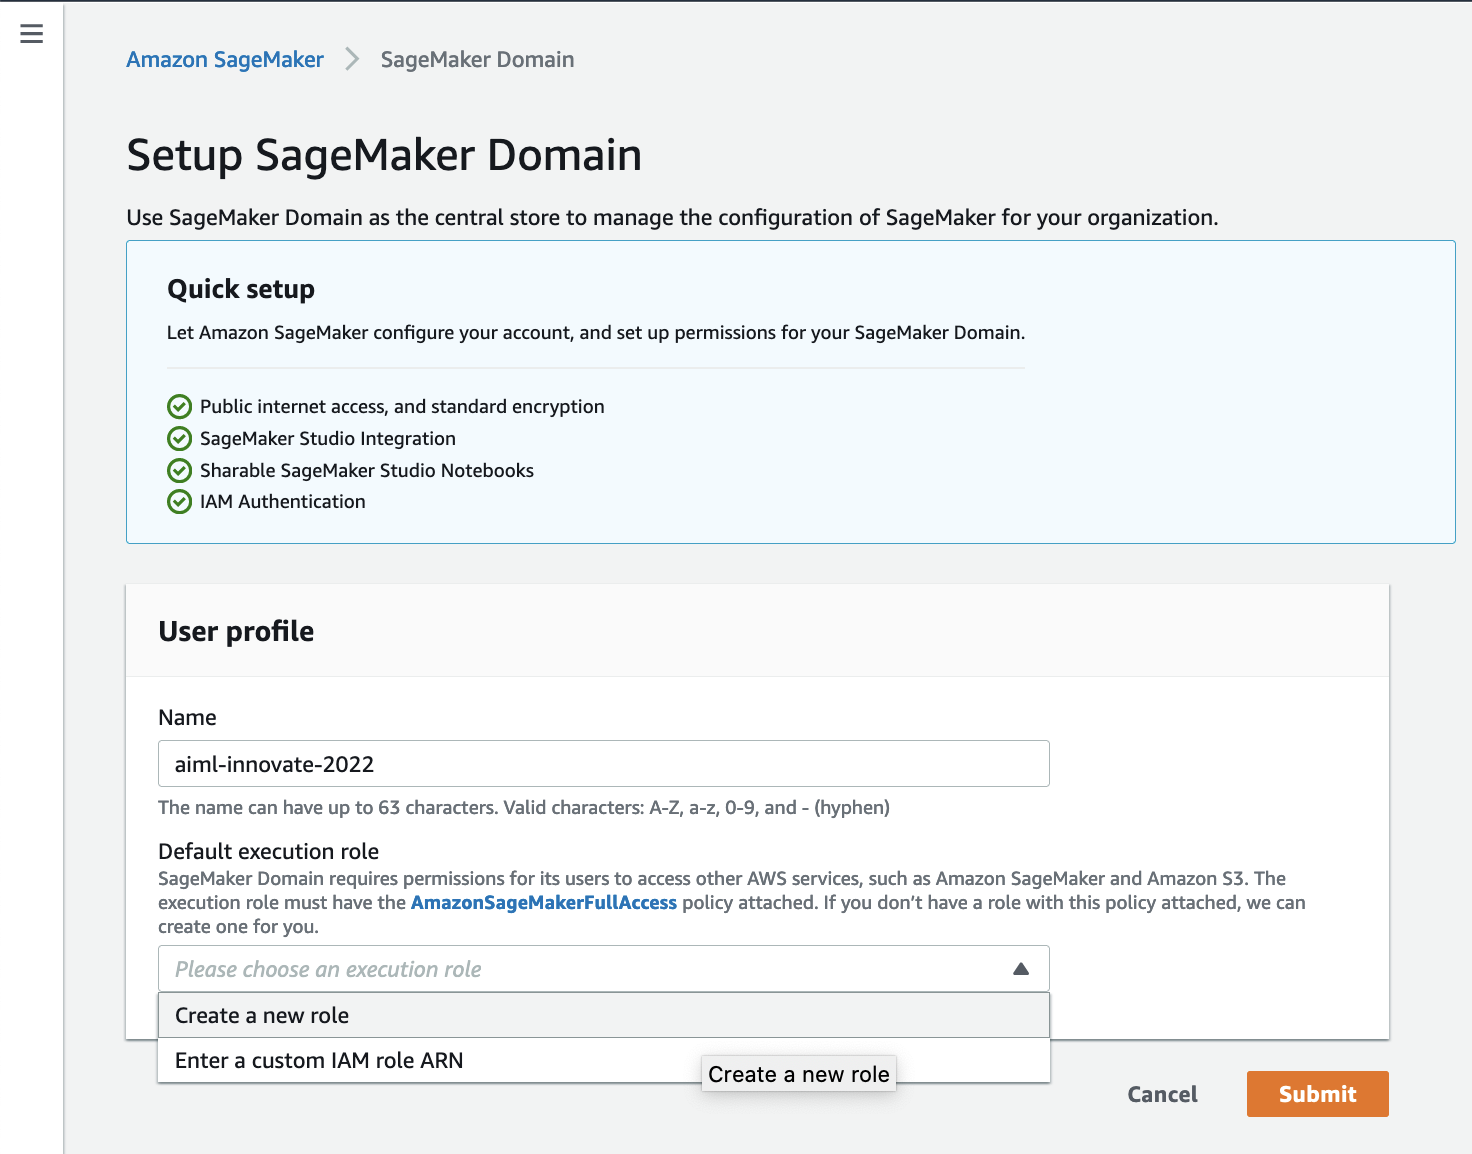 Amazon SageMaker > SageMaker Domain
Setup SageMaker Domain
Use SageMaker Domain as the central store to manage the configuration of SageMaker for your organization.
Quick setup
Let Amazon SageMaker configure your account, and set up permissions for your SageMaker Domain.
Public internet access, and standard encryption
SageMaker Studio Integration
Sharable SageMaker Studio Notebooks
IAM Authentication
User profile
Name
aiml-innovate-2022
The name can have up to 63 characters. Valid characters: A-Z, a-z, 0-9, and - (hyphen)
Default execution role
SageMaker Domain requires permissions for its users to access other AWS services, such as Amazon SageMaker and Amazon S3. The
execution role must have the AmazonSageMakerFullAccess policy attached. If you don’t have a role with this policy attached, we can
create one for you.
Please choose an execution role
Create a new role
Enter a custom IAM role ARN
Create a new role
Cancel
Submit